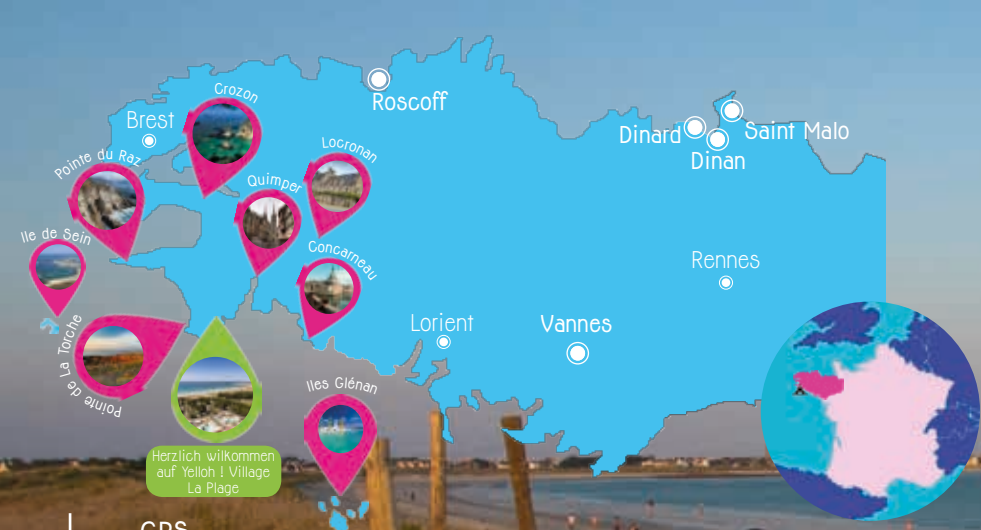 Roscoff
Crozon
Brest
Saint Malo
Dinard
Dinan
Locronan
Pointe du Raz
Quimper
Ile de Sein
Concarneau
Rennes
Lorient
Vannes
Pointe de La Torche
Iles Glénan
Herzlich wilkommen
auf Yelloh ! Village
La Plage
GPS